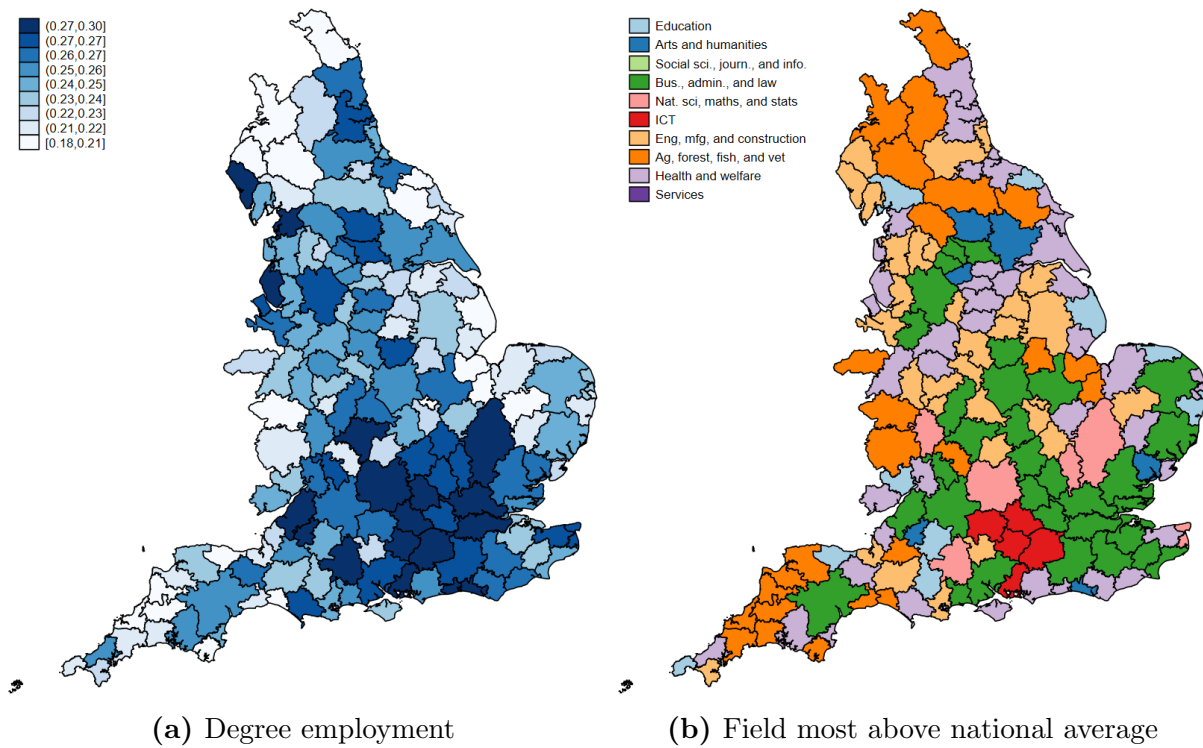 (0.27,0.30]
(0.27,0.27]
(0.26,0.27]
(0.25,0.26]
(0.24,0.25]
(0.23,0.24]
(0.22,0.23]
(0.21,0.22]
[0.18,0.21]
Education
Arts and humanities
Social sci., journ., and info.
Bus., admin., and law
Nat. sci, maths, and stats
ICT
Eng, mfg, and construction
Ag, forest, fish, and vet
Health and welfare
Services
(a) Degree employment
(b) Field most above national average